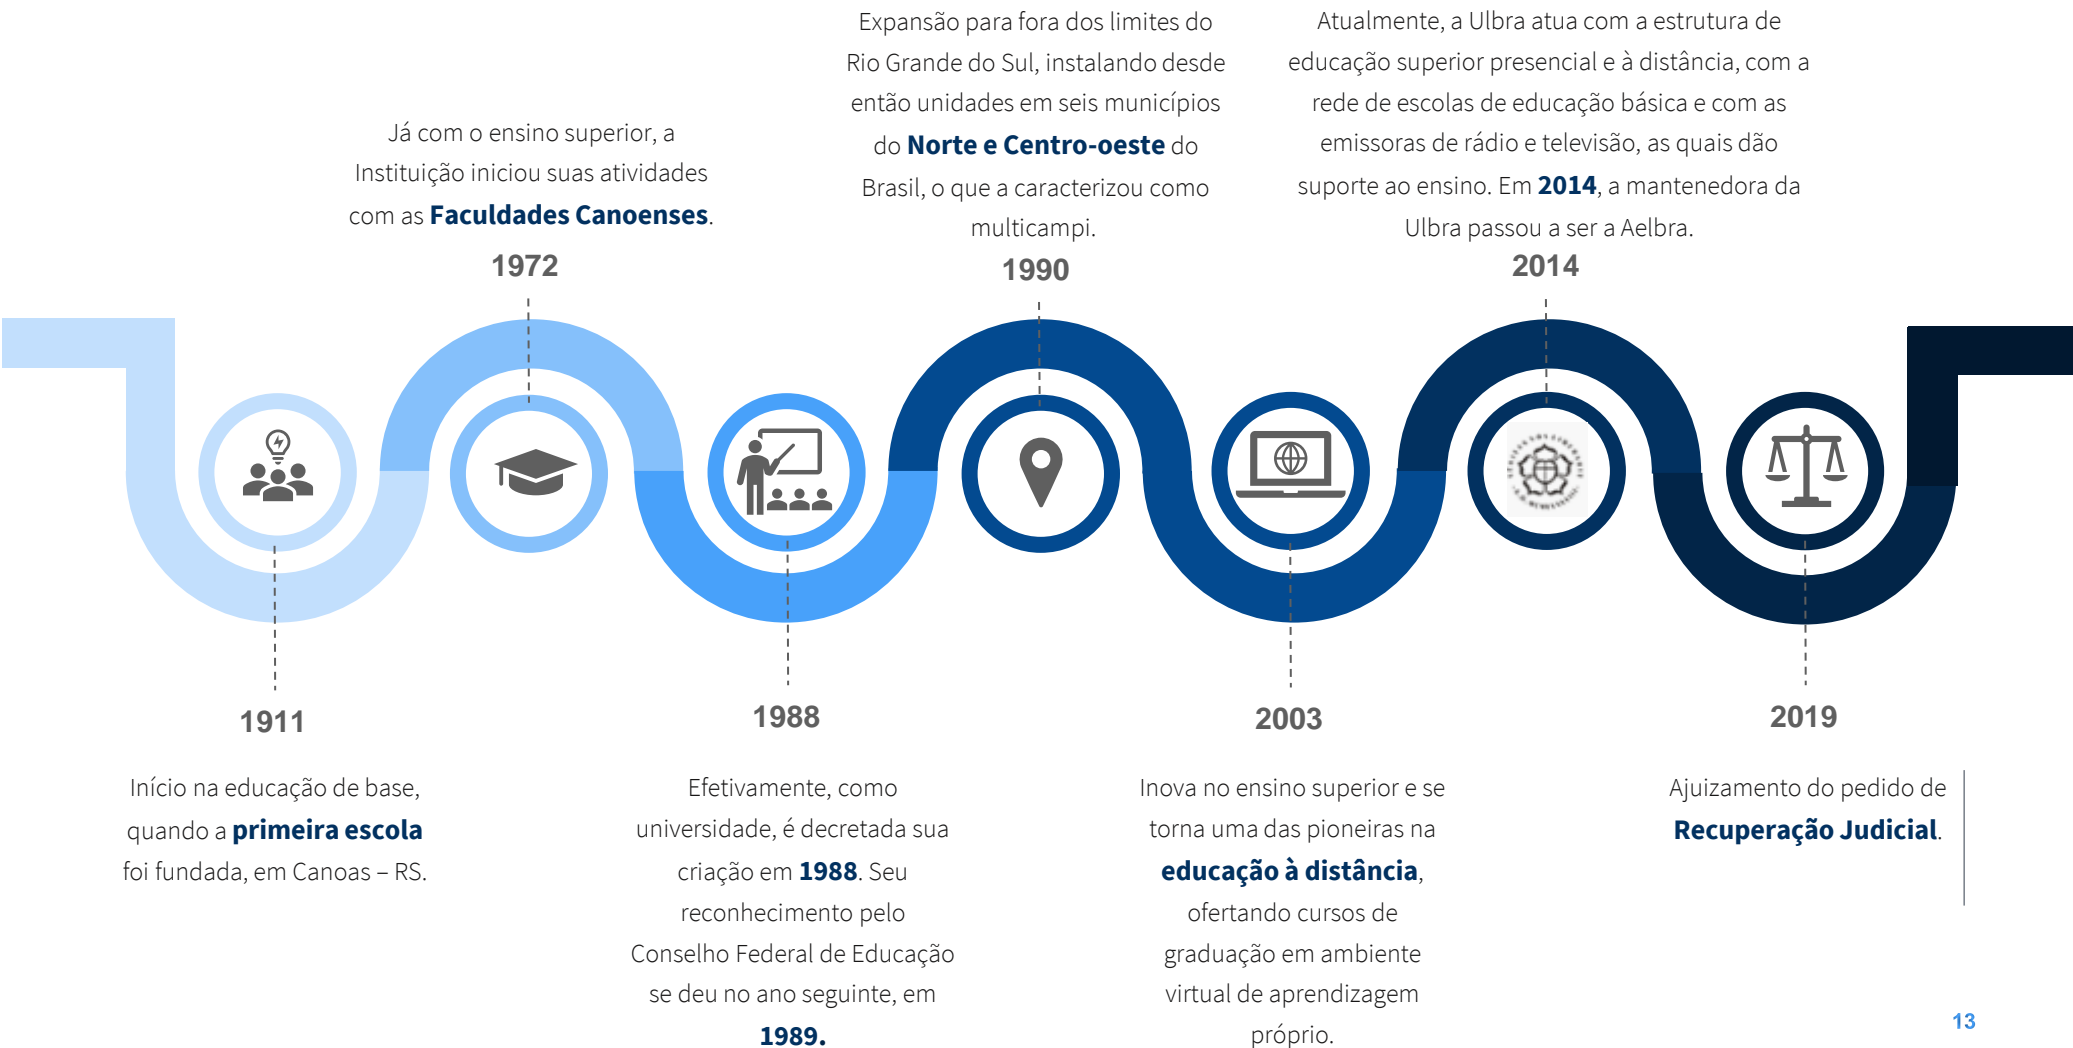 Já com o ensino superior, a
Instituição iniciou suas atividades
com as Faculdades Canoenses.
1972
Expansão para fora dos limites do
Rio Grande do Sul, instalando desde
então unidades em seis municípios
do Norte e Centro-oeste do
Brasil, o que a caracterizou como
multicampi.
1990
Atualmente, a Ulbra atua com a estrutura de
educação superior presencial e à distância, com a
rede de escolas de educação básica e com as
emissoras de rádio e televisão, as quais dão
suporte ao ensino. Em 2014, a mantenedora da
Ulbra passou a ser a Aelbra.
2014
1911
Início na educação de base,
quando a primeira escola
foi fundada, em Canoas – RS.
1988
Efetivamente, como
universidade, é decretada sua
criação em 1988. Seu
reconhecimento pelo
Conselho Federal de Educação
se deu no ano seguinte, em
1989.
2003
Inova no ensino superior e se
torna uma das pioneiras na
educação à distância,
ofertando cursos de
graduação em ambiente
virtual de aprendizagem
próprio.
2019
Ajuizamento do pedido de
Recuperação Judicial.
13